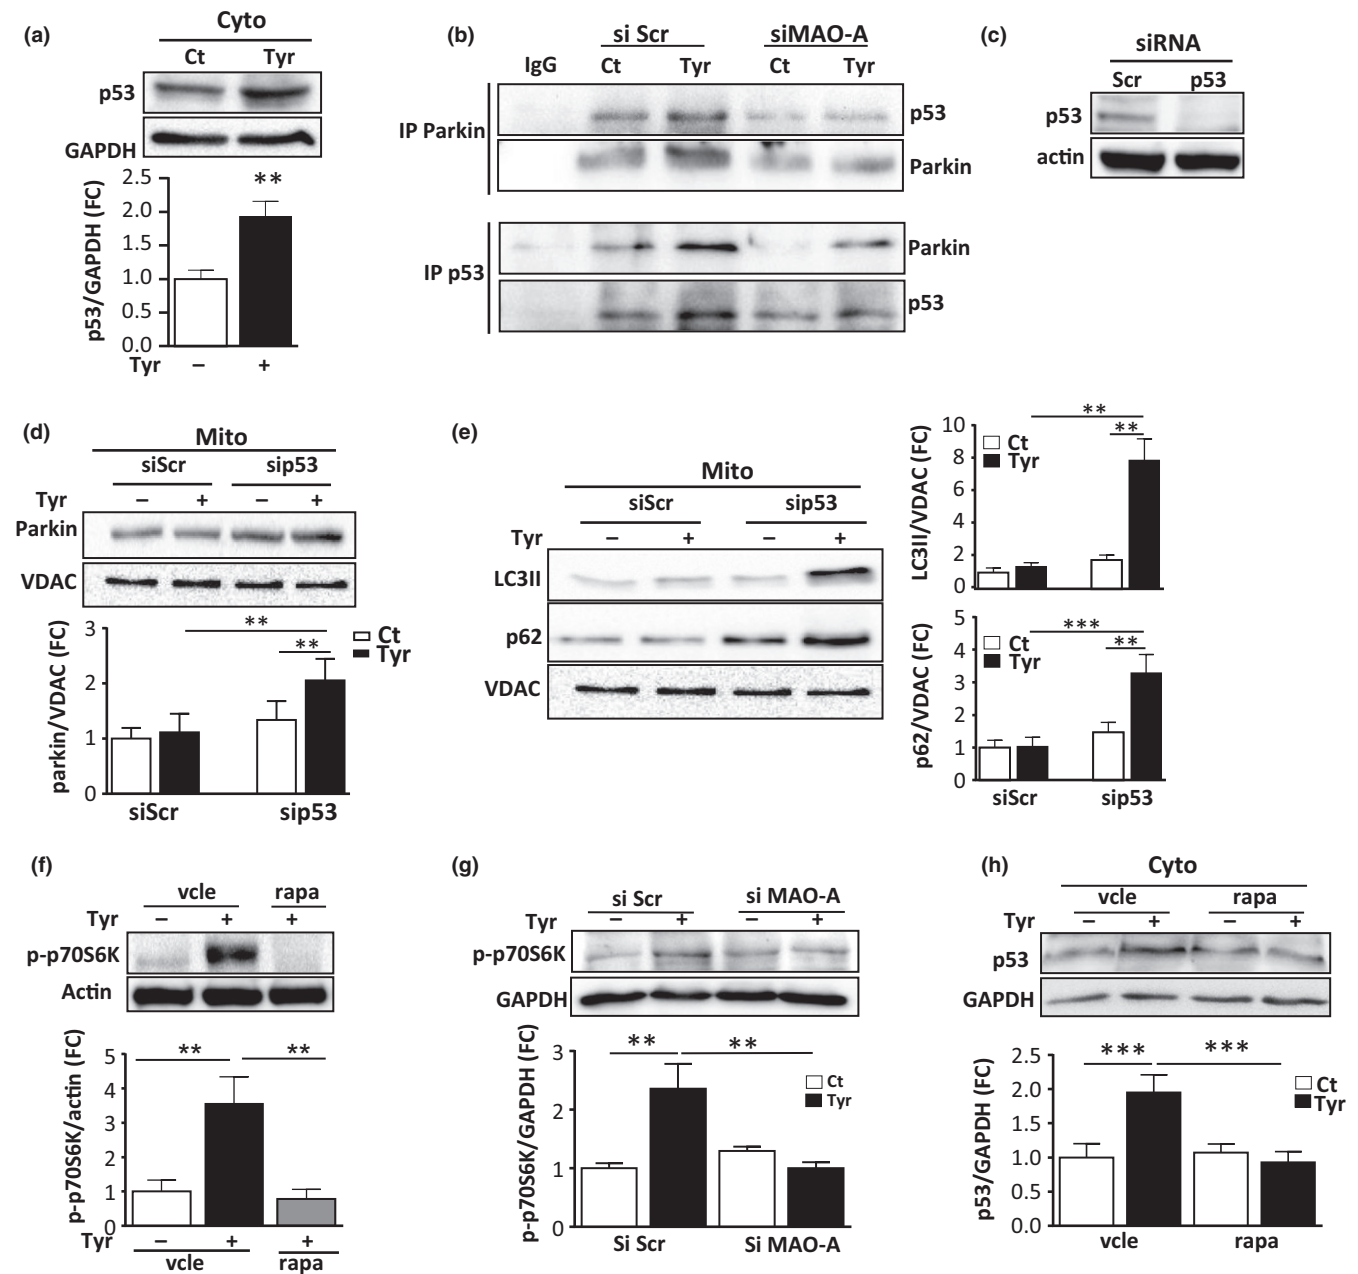 (a)
Cyto
Ct Tyr
p53
GAPDH
p53/GAPDH (FC)
2.5
**
2.0
1.5
1.0
0.5
0.0
Tyr – +
(b)
si Scr siMAO-A
IgG Ct Tyr Ct Tyr
IP Parkin
p53
Parkin
IP p53
Parkin
p53
(c)
siRNA
Scr p53
p53
actin
(d)
Mito
siScr sip53
Tyr – + – +
Parkin
VDAC
parkin/VDAC (FC)
3
2
1
0
**
**
Ct
Tyr
siScr sip53
(e)
Mito
siScr sip53
Tyr – + – +
LC3II
p62
VDAC
LC3II/VDAC (FC)
10
8
6
4
2
0
Ct
Tyr
**
**
p62/VDAC (FC)
5
4
3
2
1
0
Ct
Tyr
***
**
siScr sip53
(f)
vcle rapa
Tyr – + +
p-p70S6K
Actin
p-p70S6K/actin (FC)
5
4
3
2
1
0
** **
Tyr – + +
vcle rapa
(g)
si Scr si MAO-A
Tyr – + – +
p-p70S6K
GAPDH
p-p70S6K/GAPDH (FC)
3
2
1
0
** **
Ct
Tyr
Si Scr Si MAO-A
(h)
Cyto
vcle rapa
Tyr – + – +
p53
GAPDH
p53/GAPDH (FC)
2.5
2.0
1.5
1.0
0.5
0.0
*** ***
Ct
Tyr
vcle rapa